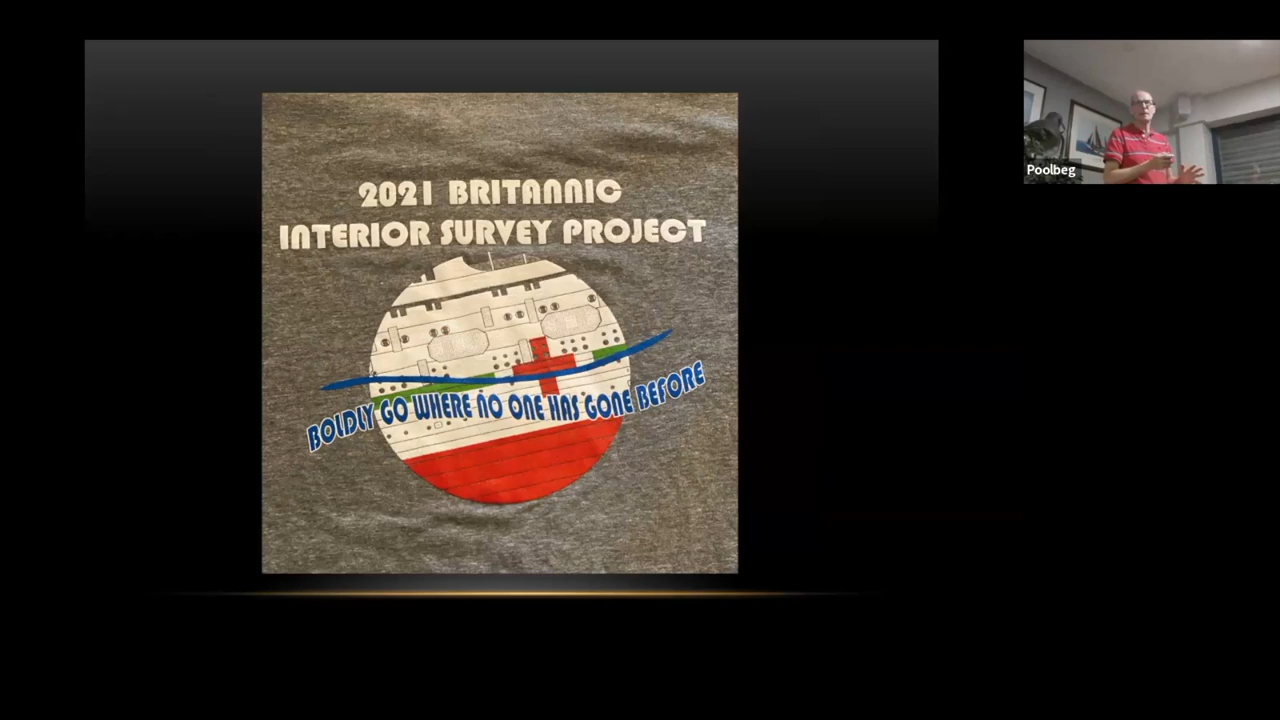 2021 BRITANNIC
INTERIOR SURVEY PROJECT
BOLDLY GO WHERE NO ONE HAS GONE BEFORE
Poolbeg